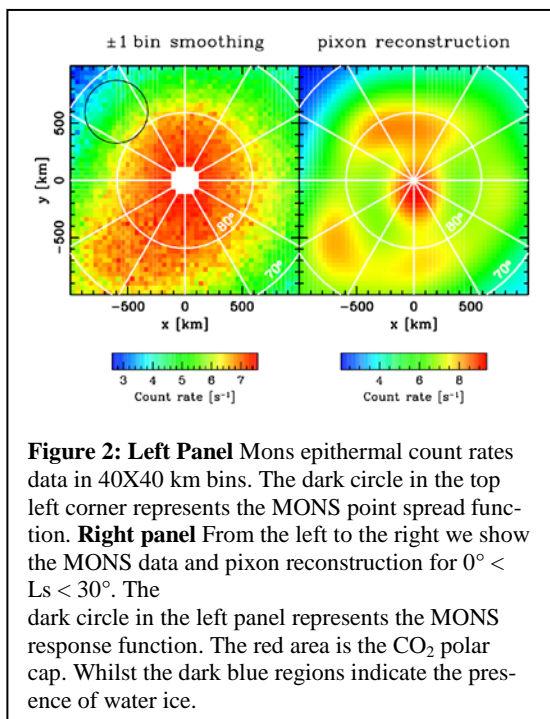 ±1 bin smoothing
pixon reconstruction
y [km]
500
0
−500
80°
70°
80°
70°
−500 0 500
−500 0 500
x [km]
x [km]
3 4 5 6 7
4 6 8
Count rate [s⁻¹]
Count rate [s⁻¹]
Figure 2: Left Panel Mons epithermal count rates
data in 40X40 km bins. The dark circle in the top
left corner represents the MONS point spread func-
tion. Right panel From the left to the right we show
the MONS data and pixon reconstruction for 0° <
Ls < 30°. The
dark circle in the left panel represents the MONS
response function. The red area is the CO₂ polar
cap. Whilst the dark blue regions indicate the pres-
ence of water ice.